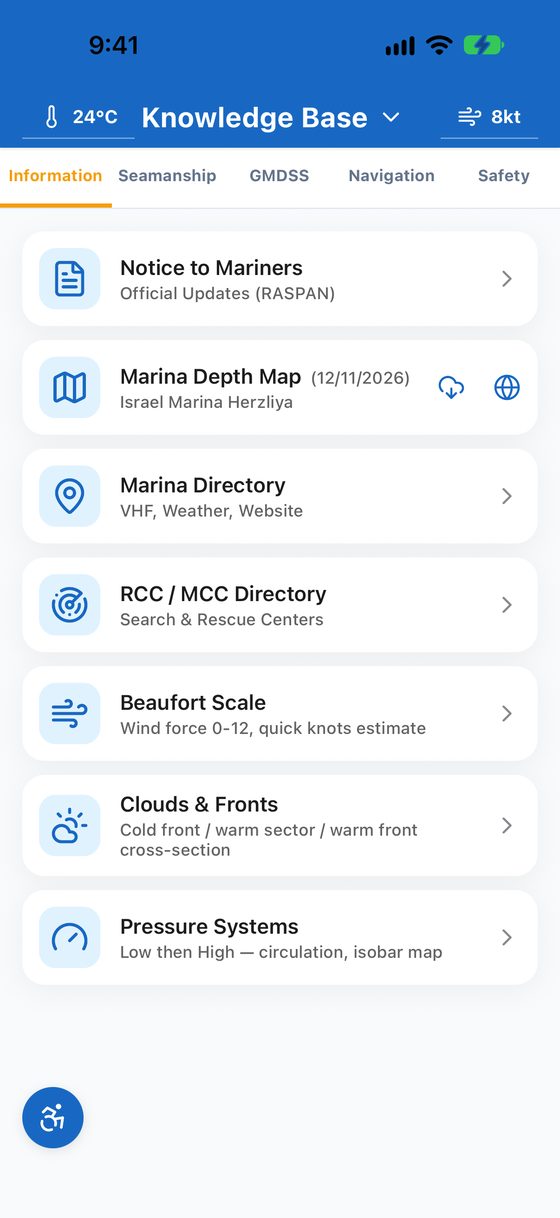 9:41
24°C Knowledge Base 8kt
Information Seamanship GMDSS Navigation Safety
Notice to Mariners
Official Updates (RASPAN)
Marina Depth Map (12/11/2026)
Israel Marina Herzliya
Marina Directory
VHF, Weather, Website
RCC / MCC Directory
Search & Rescue Centers
Beaufort Scale
Wind force 0-12, quick knots estimate
Clouds & Fronts
Cold front / warm sector / warm front
cross-section
Pressure Systems
Low then High — circulation, isobar map